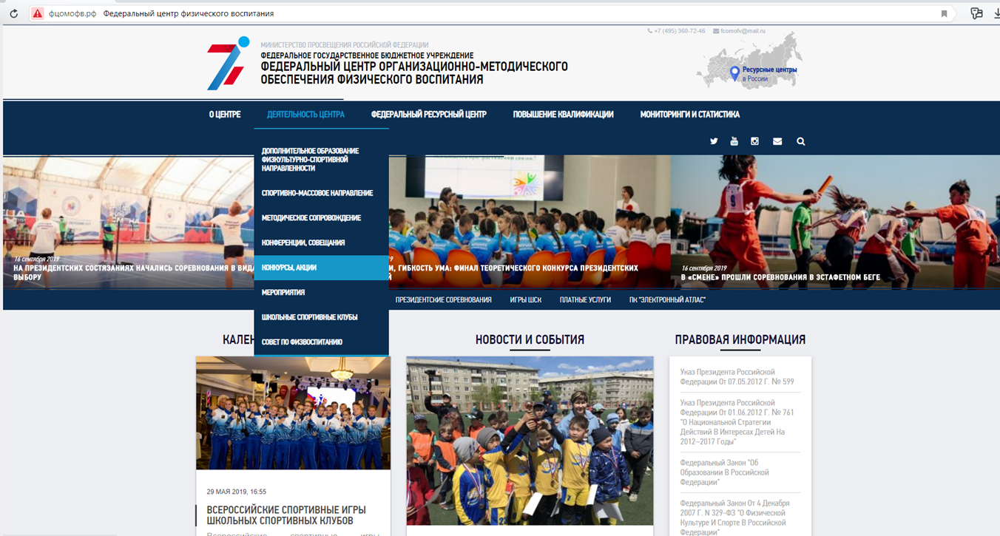 фцомофв.рф Федеральный центр физического воспитания
+7 (495) 360-72-46 fcomofv@mail.ru
МИНИСТЕРСТВО ПРОСВЕЩЕНИЯ РОССИЙСКОЙ ФЕДЕРАЦИИ
ФЕДЕРАЛЬНОЕ ГОСУДАРСТВЕННОЕ БЮДЖЕТНОЕ УЧРЕЖДЕНИЕ
ФЕДЕРАЛЬНЫЙ ЦЕНТР ОРГАНИЗАЦИОННО-МЕТОДИЧЕСКОГО
ОБЕСПЕЧЕНИЯ ФИЗИЧЕСКОГО ВОСПИТАНИЯ
Ресурсные центры
в России
О ЦЕНТРЕ ДЕЯТЕЛЬНОСТЬ ЦЕНТРА ФЕДЕРАЛЬНЫЙ РЕСУРСНЫЙ ЦЕНТР ПОВЫШЕНИЕ КВАЛИФИКАЦИИ МОНИТОРИНГИ И СТАТИСТИКА
ДОПОЛНИТЕЛЬНОЕ ОБРАЗОВАНИЕ
ФИЗКУЛЬТУРНО-СПОРТИВНОЙ
НАПРАВЛЕННОСТИ
СПОРТИВНО-МАССОВОЕ НАПРАВЛЕНИЕ
МЕТОДИЧЕСКОЕ СОПРОВОЖДЕНИЕ
КОНФЕРЕНЦИИ, СОВЕЩАНИЯ
КОНКУРСЫ, АКЦИИ
МЕРОПРИЯТИЯ
ШКОЛЬНЫЕ СПОРТИВНЫЕ КЛУБЫ
СОВЕТ ПО ФИЗВОСПИТАНИЮ
16 сентября 2019
НА ПРЕЗИДЕНТСКИХ СОСТЯЗАНИЯХ НАЧАЛИСЬ СОРЕВНОВАНИЯ В ВИДА
ВЫБОРУ
И, ГИБКОСТЬ УМА: ФИНАЛ ТЕОРЕТИЧЕСКОГО КОНКУРСА ПРЕЗИДЕНТСКИХ
Й
16 сентября 2019
В «СМЕНЕ» ПРОШЛИ СОРЕВНОВАНИЯ В ЭСТАФЕТНОМ БЕГЕ
ПРЕЗИДЕНТСКИЕ СОРЕВНОВАНИЯ ИГРЫ ШСК ПЛАТНЫЕ УСЛУГИ ПК "ЭЛЕКТРОННЫЙ АТЛАС"
КАЛЕН
29 МАЯ 2019, 16:55
ВСЕРОССИЙСКИЕ СПОРТИВНЫЕ ИГРЫ
ШКОЛЬНЫХ СПОРТИВНЫХ КЛУБОВ
Всероссийские спортивные игры
НОВОСТИ И СОБЫТИЯ
ПРАВОВАЯ ИНФОРМАЦИЯ
Указ Президента Российской
Федерации От 07.05.2012 Г. № 599
Указ Президента Российской
Федерации От 01.06.2012 Г. № 761
"О Национальной Стратегии
Действий В Интересах Детей На
2012–2017 Годы"
Федеральный Закон "Об
Образовании В Российской
Федерации"
Федеральный Закон От 4 Декабря
2007 Г. N 329-ФЗ "О Физической
Культуре И Спорте В Российской
Федерации"